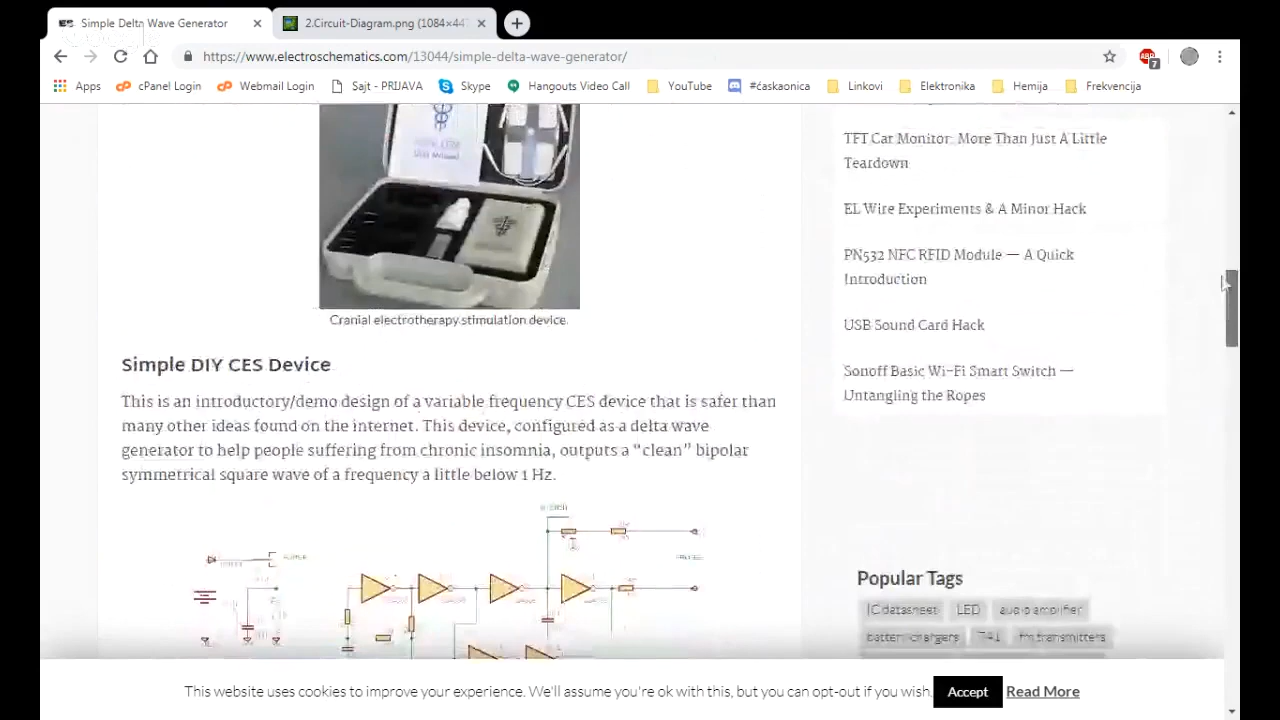 Simple Delta Wave Generator
2.Circuit-Diagram.png (1084×447
https://www.electroschematics.com/13044/simple-delta-wave-generator/
7
Apps
cPanel Login
Webmail Login
Sajt - PRIJAVA
Skype
Hangouts Video Call
YouTube
#ćaskaonica
Linkovi
Elektronika
Hemija
Frekvencija
TFT Car Monitor: More Than Just A Little
Teardown
EL Wire Experiments & A Minor Hack
PN532 NFC RFID Module — A Quick
Introduction
USB Sound Card Hack
Sonoff Basic Wi-Fi Smart Switch —
Untangling the Ropes
Cranial electrotherapy stimulation device.
Simple DIY CES Device
This is an introductory/demo design of a variable frequency CES device that is safer than
many other ideas found on the internet. This device, configured as a delta wave
generator to help people suffering from chronic insomnia, outputs a “clean” bipolar
symmetrical square wave of a frequency a little below 1 Hz.
Popular Tags
IC datasheet
LED
audio amplifier
battery chargers
741
fm transmitters
This website uses cookies to improve your experience. We'll assume you're ok with this, but you can opt-out if you wish.
Accept
Read More